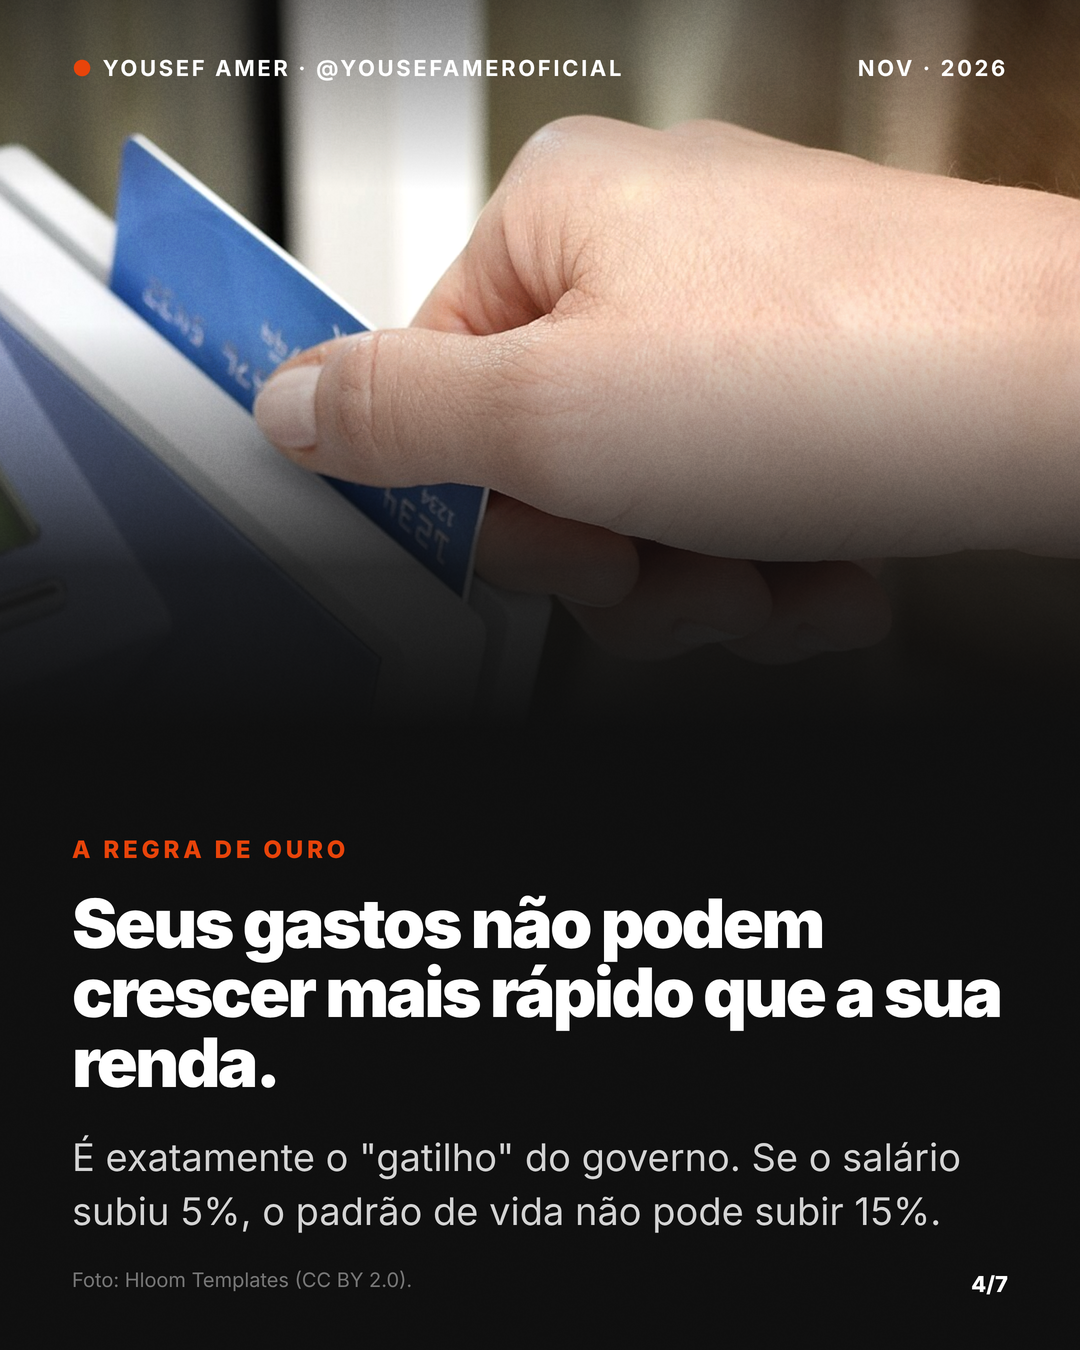 YOUSEF AMER · @YOUSEFAMEROFICIAL
NOV · 2026
1234
1234
A REGRA DE OURO
Seus gastos não podem
crescer mais rápido que a sua
renda.
É exatamente o "gatilho" do governo. Se o salário
subiu 5%, o padrão de vida não pode subir 15%.
Foto: Hloom Templates (CC BY 2.0).
4/7